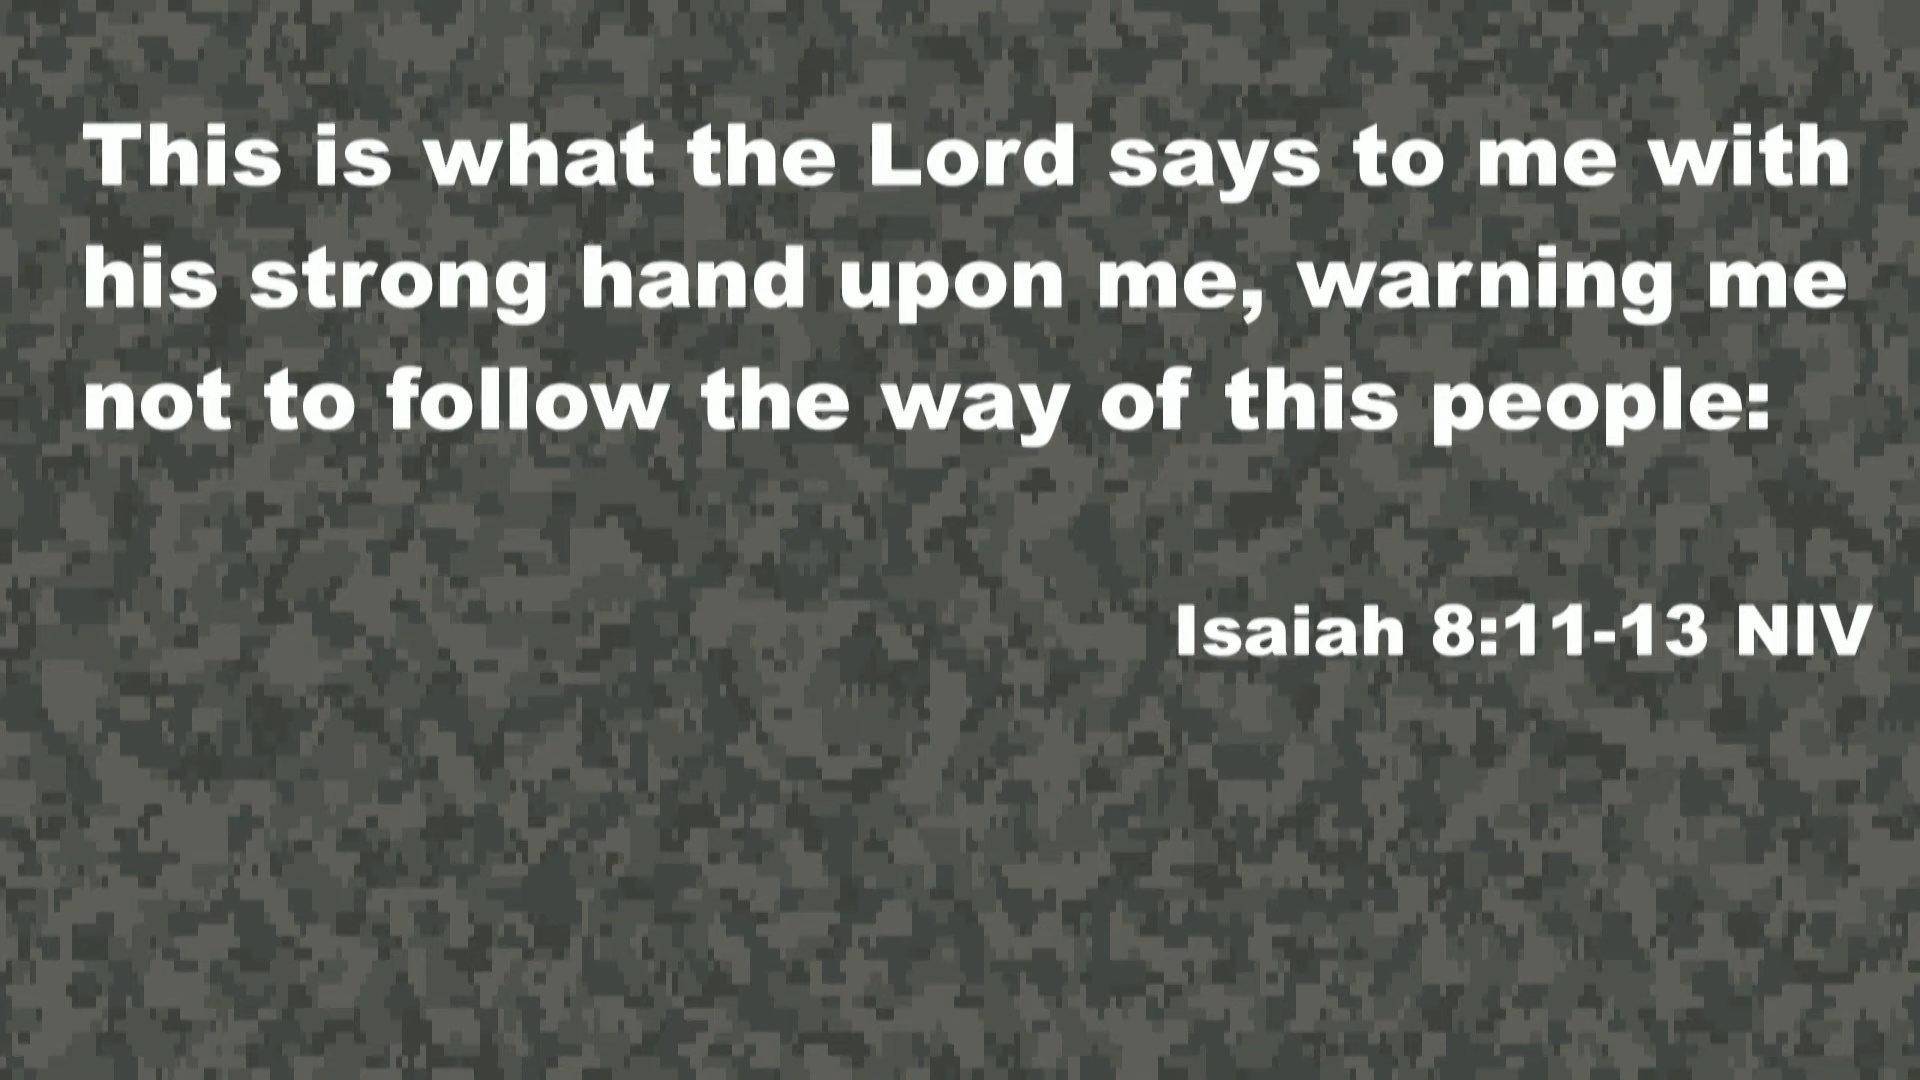 This is what the Lord says to me with
his strong hand upon me, warning me
not to follow the way of this people:
Isaiah 8:11-13 NIV